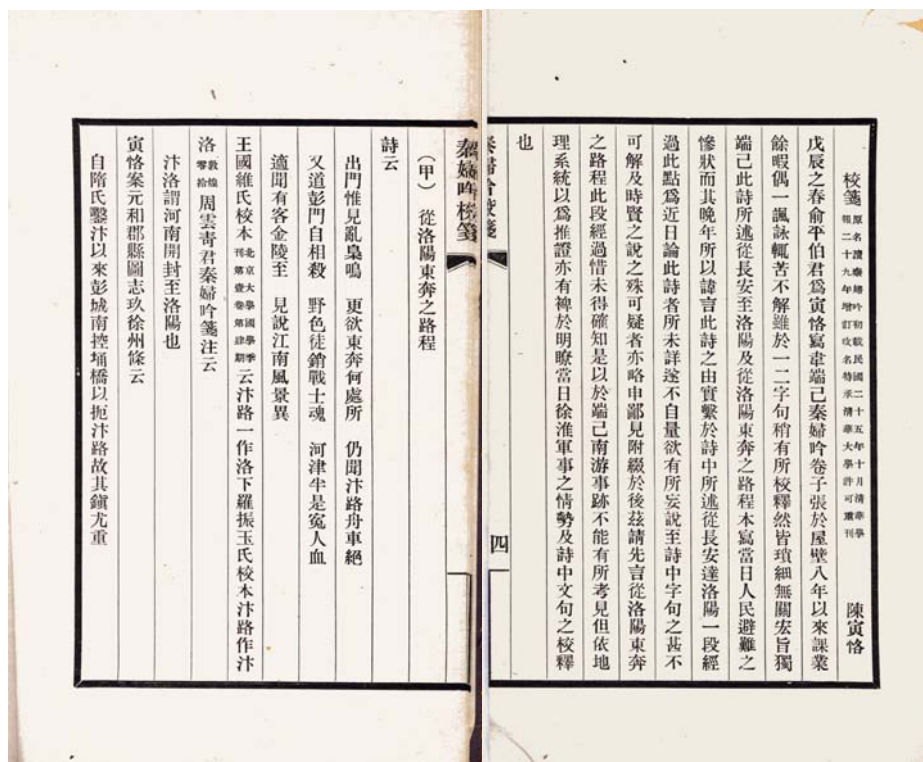 校箋 原名讀秦婦吟初載民國二十五年十月清華學
報二十九年增訂改名特承清華大學許可重刊 陳寅恪
戊辰之春俞平伯君為寅恪寫韋端己秦婦吟卷子張於屋壁八年以來課業
餘暇偶一諷詠輒苦不解雖於一二字句稍有所校釋然皆瑣細無關宏旨獨
端己此詩所述從長安至洛陽及從洛陽東奔之路程本寫當日人民避難之
慘狀而其晚年所以諱言此詩之由實繫於詩中所述從長安達洛陽一段經
過此點為近日論此詩者所未詳遂不自量欲有所妄說至詩中字句之甚不
可解及時賢之說之殊可疑者亦略申鄙見附綴於後茲請先言從洛陽東奔
之路程此段經過惜未得確知是以於端己南游事跡不能有所考見但依地
理系統以為推證亦有裨於明瞭當日徐淮軍事之情勢及詩中文句之校釋
也
秦婦吟校箋
四
秦婦吟校箋
(甲) 從洛陽東奔之路程
詩云
出門惟見亂梟鳴 更欲東奔何處所 仍聞汴路舟車絕
又道彭門自相殺 野色徒銷戰士魂 河津半是冤人血
適聞有客金陵至 見說江南風景異
王國維氏校本 北京大學國學季
刊第壹卷第肆期 云汴路一作洛下羅振玉氏校本汴路作汴
洛 敦煌
零拾 周雲青君秦婦吟箋注云
汴洛謂河南開封至洛陽也
寅恪案元和郡縣圖志玖徐州條云
自隋氏鑿汴以來彭城南控埇橋以扼汴路故其鎮尤重